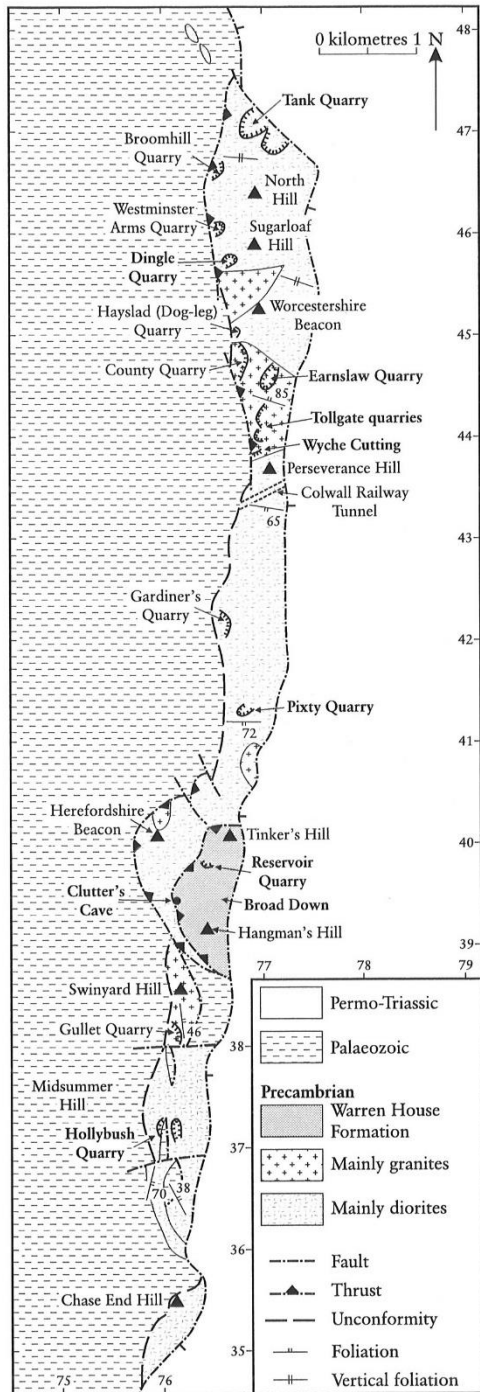 48
0 kilometres 1
N
Tank Quarry
47
Broomhill
Quarry
North
Hill
Westminster
Arms Quarry
46
Sugarloaf
Hill
Dingle
Quarry
Worcestershire
Beacon
Hayslad (Dog-leg)
Quarry
45
County Quarry
Earnslaw Quarry
85
Tollgate quarries
44
Wyche Cutting
Perseverance Hill
Colwall Railway
Tunnel
65
43
Gardiner's
Quarry
42
Pixty Quarry
72
41
Herefordshire
Beacon
Tinker's Hill
40
Reservoir
Quarry
Clutter's
Cave
Broad Down
Hangman's Hill
39
77
78
79
Swinyard Hill
Gullet Quarry
46
38
Midsummer
Hill
Hollybush
Quarry
37
70
38
36
Chase End Hill
35
75
76
Permo-Triassic
Palaeozoic
Precambrian
Warren House
Formation
Mainly granites
Mainly diorites
Fault
Thrust
Unconformity
Foliation
Vertical foliation